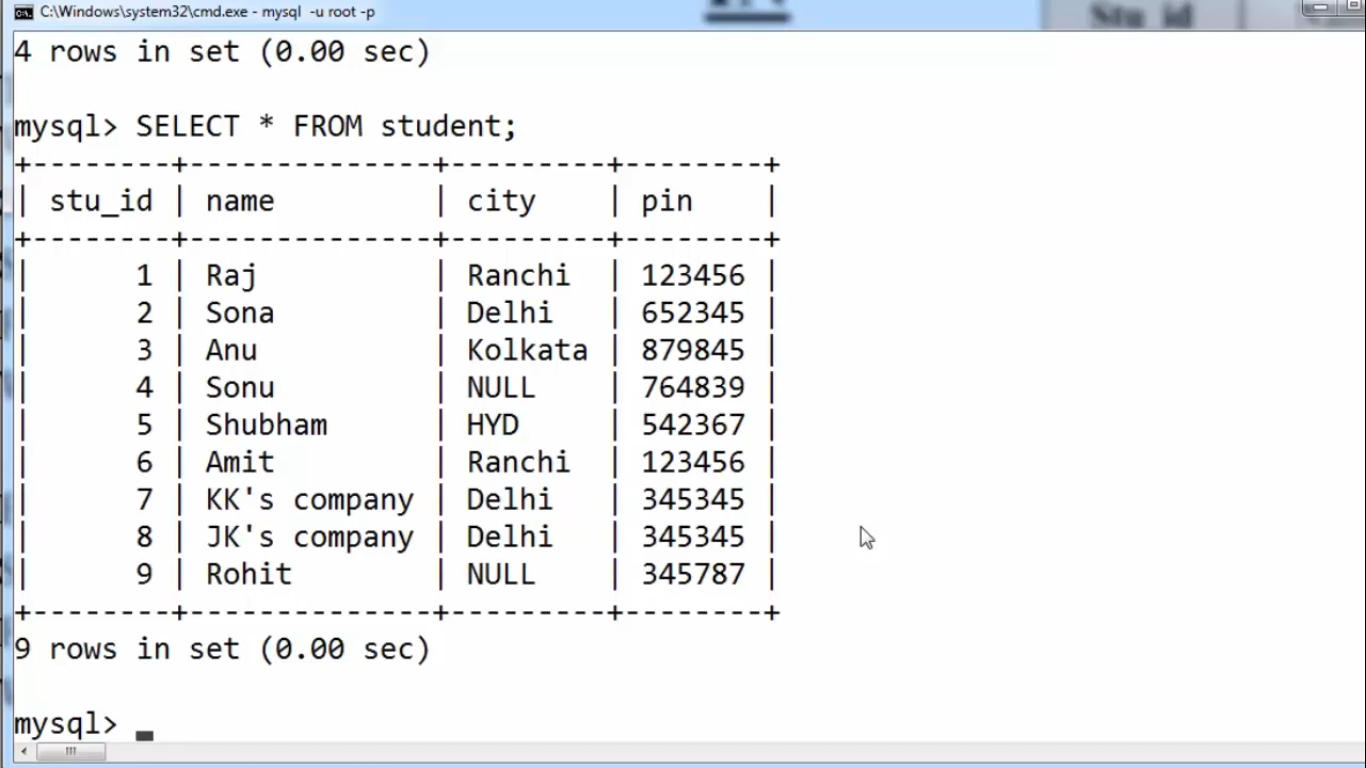 C:\Windows\system32\cmd.exe - mysql -u root -p
Stu_id
4 rows in set (0.00 sec)
mysql> SELECT * FROM student;
+--------+--------------+---------+--------+
| stu_id | name         | city    | pin    |
+--------+--------------+---------+--------+
|      1 | Raj          | Ranchi  | 123456 |
|      2 | Sona         | Delhi   | 652345 |
|      3 | Anu          | Kolkata | 879845 |
|      4 | Sonu         | NULL    | 764839 |
|      5 | Shubham      | HYD     | 542367 |
|      6 | Amit         | Ranchi  | 123456 |
|      7 | KK's company | Delhi   | 345345 |
|      8 | JK's company | Delhi   | 345345 |
|      9 | Rohit        | NULL    | 345787 |
+--------+--------------+---------+--------+
9 rows in set (0.00 sec)
mysql>